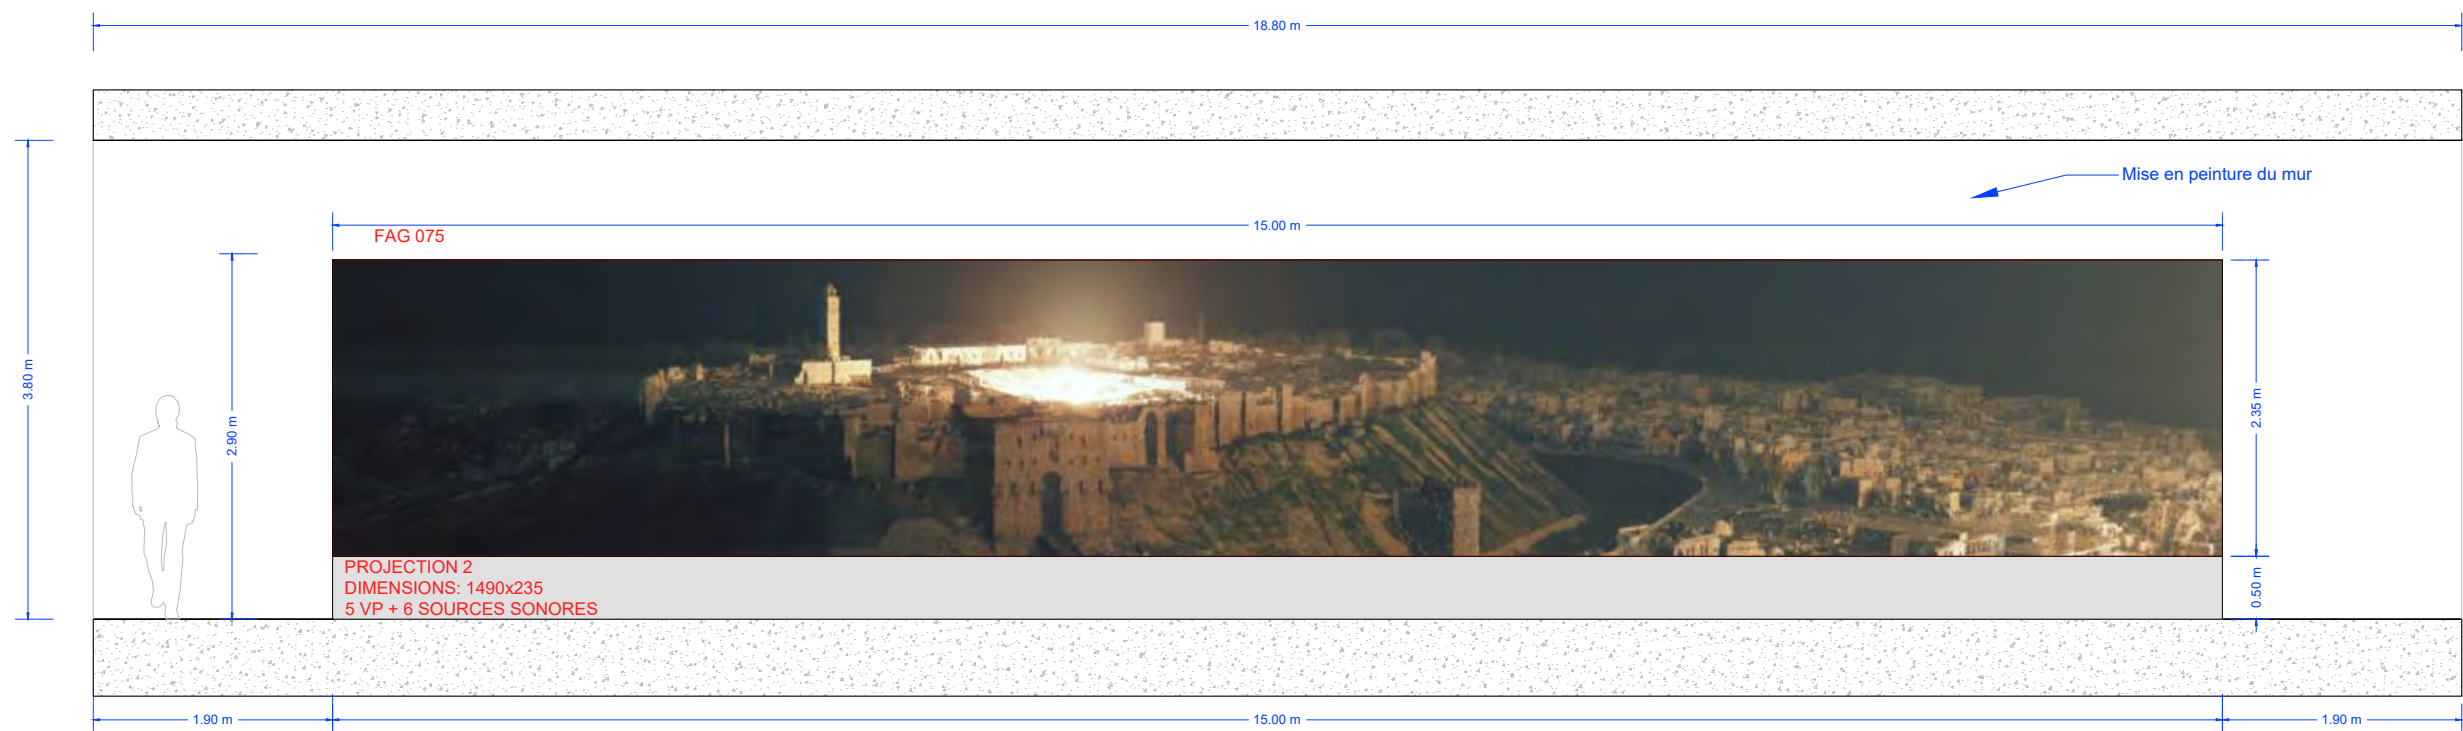 18.80 m
Mise en peinture du mur
15.00 m
FAG 075
3.80 m
2.90 m
2.35 m
0.50 m
PROJECTION 2
DIMENSIONS: 1490x235
5 VP + 6 SOURCES SONORES
1.90 m
15.00 m
1.90 m